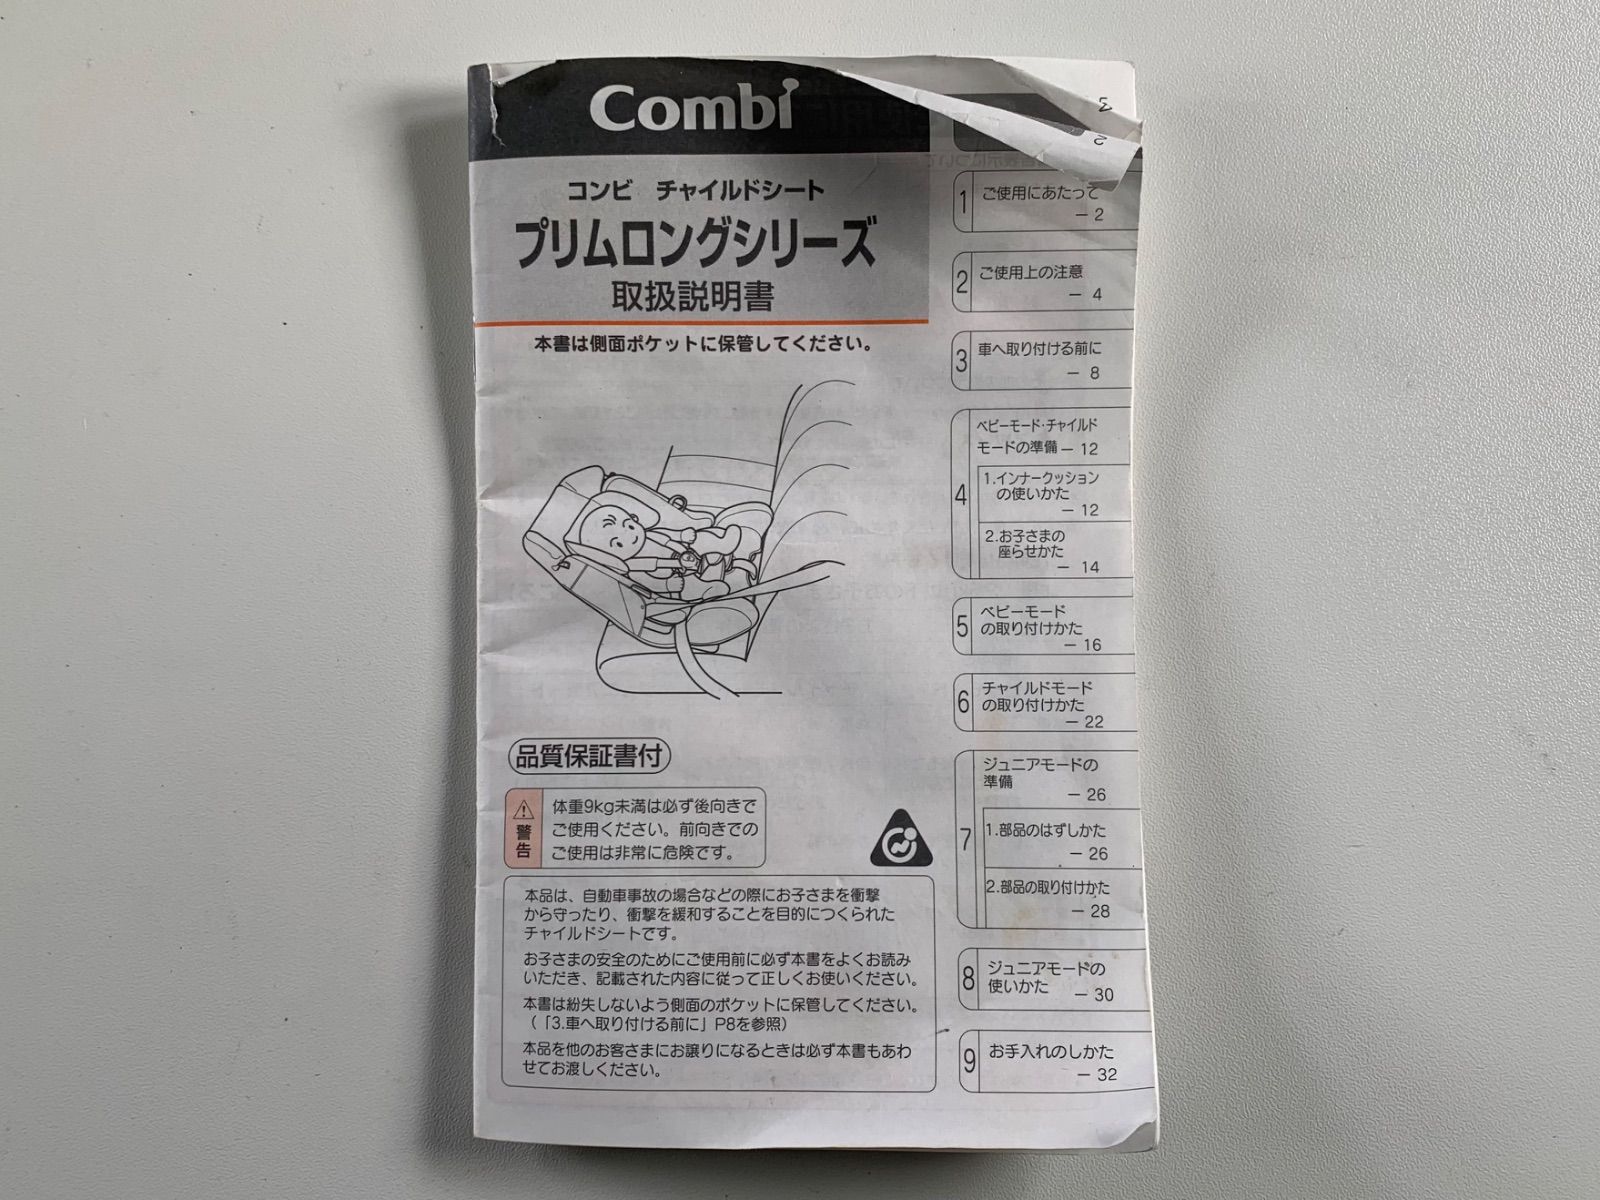 Combi
コンビ チャイルドシート
プリムロングシリーズ
取扱説明書
本書は側面ポケットに保管してください。
品質保証書付
警告
体重9kg未満は必ず後向きで
ご使用ください。前向きでの
ご使用は非常に危険です。
本品は、自動車事故の場合などの際にお子さまを衝撃
から守ったり、衝撃を緩和することを目的につくられた
チャイルドシートです。
お子さまの安全のためにご使用前に必ず本書をよくお読み
いただき、記載された内容に従って正しくお使いください。
本書は紛失しないよう側面のポケットに保管してください。
(「3.車へ取り付ける前に」P8を参照)
本品を他のお客さまにお譲りになるときは必ず本書もあわ
せてお渡しください。
3
2
1 ご使用にあたって
－ 2
2 ご使用上の注意
－ 4
3 車へ取り付ける前に
－ 8
4
ベビーモード・チャイルド
モードの準備－ 12
1.インナークッション
の使いかた
－ 12
2.お子さまの
座らせかた
－ 14
5 ベビーモード
の取り付けかた
－ 16
6 チャイルドモード
の取り付けかた
－ 22
7
ジュニアモードの
準備
－ 26
1.部品のはずしかた
－ 26
2.部品の取り付けかた
－ 28
8 ジュニアモードの
使いかた
－ 30
9 お手入れのしかた
－ 32